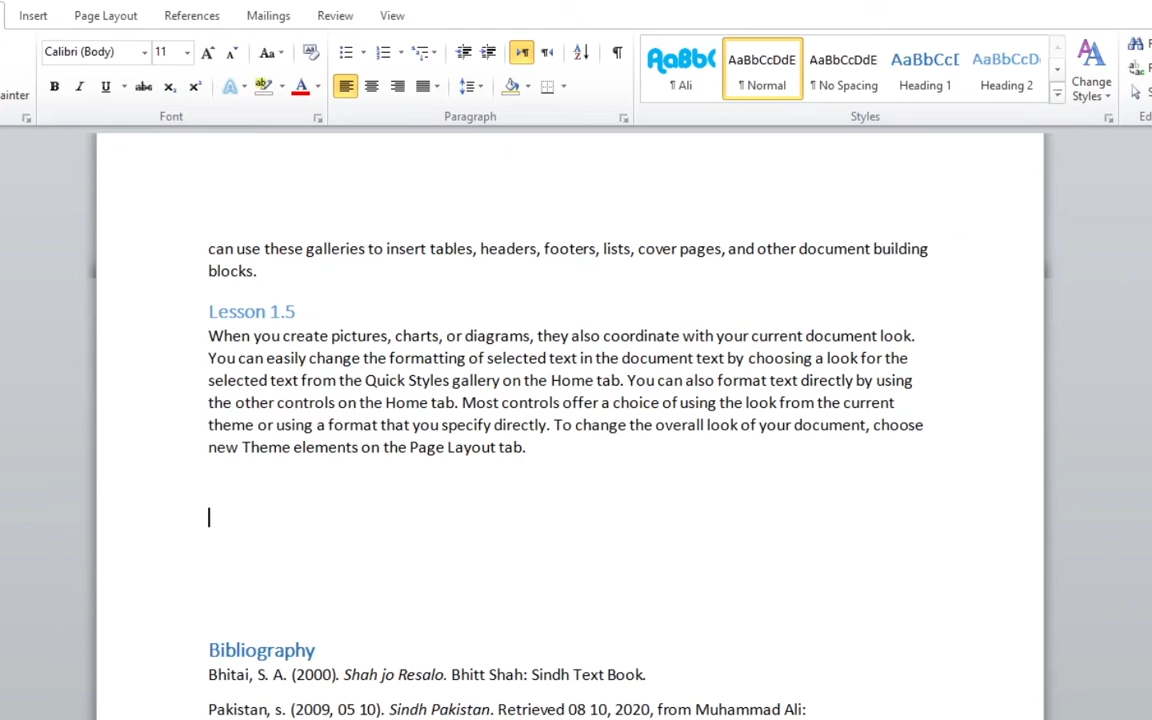 Insert Page Layout References Mailings Review View
Calibri (Body) 11 Aa
AaBbC AaBbCcDdE AaBbCcDdE AaBbCcD AaBbCcD
¶ Ali ¶ Normal ¶ No Spacing Heading 1 Heading 2 Change Styles
B I U abc x₂ x² A ab A
ainter Font Paragraph Styles
can use these galleries to insert tables, headers, footers, lists, cover pages, and other document building
blocks.
Lesson 1.5
When you create pictures, charts, or diagrams, they also coordinate with your current document look.
You can easily change the formatting of selected text in the document text by choosing a look for the
selected text from the Quick Styles gallery on the Home tab. You can also format text directly by using
the other controls on the Home tab. Most controls offer a choice of using the look from the current
theme or using a format that you specify directly. To change the overall look of your document, choose
new Theme elements on the Page Layout tab.
Bibliography
Bhitai, S. A. (2000). Shah jo Resalo. Bhitt Shah: Sindh Text Book.
Pakistan, s. (2009, 05 10). Sindh Pakistan. Retrieved 08 10, 2020, from Muhammad Ali: